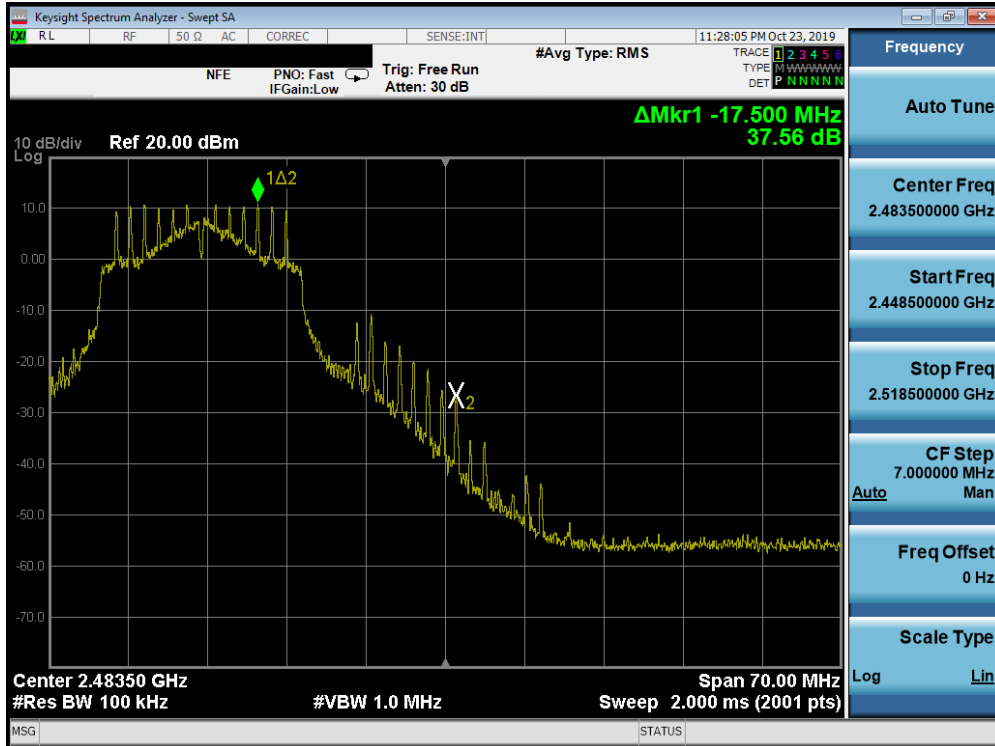 Keysight Spectrum Analyzer - Swept SA
LXI RL RF 50 Ω AC CORREC SENSE:INT 11:28:05 PM Oct 23, 2019
#Avg Type: RMS TRACE 1 2 3 4 5 6
NFE PNO: Fast Trig: Free Run TYPE M W W W W W
IFGain:Low Atten: 30 dB DET P N N N N N
ΔMkr1 -17.500 MHz
37.56 dB
10 dB/div Ref 20.00 dBm
Log
1Δ2
10.0
0.00
-10.0
-20.0
-30.0
X2
-40.0
-50.0
-60.0
-70.0
Center 2.48350 GHz Span 70.00 MHz
#Res BW 100 kHz #VBW 1.0 MHz Sweep 2.000 ms (2001 pts)
MSG STATUS
Frequency
Auto Tune
Center Freq
2.483500000 GHz
Start Freq
2.448500000 GHz
Stop Freq
2.518500000 GHz
CF Step
7.000000 MHz
Auto Man
Freq Offset
0 Hz
Scale Type
Log Lin